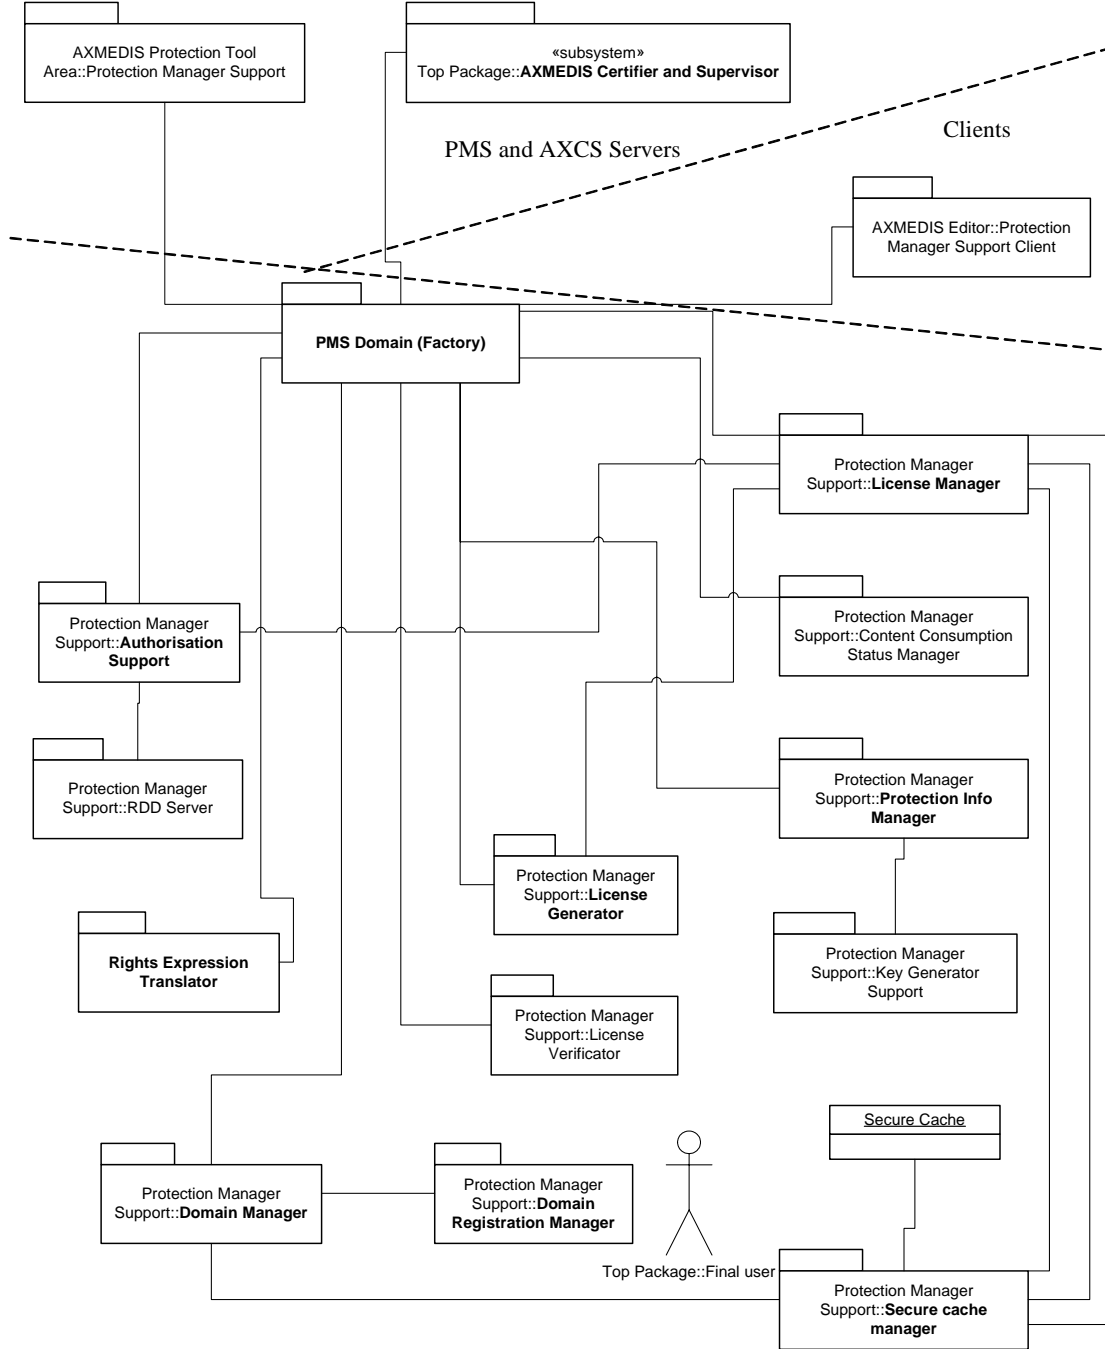 AXMEDIS Protection Tool
Area::Protection Manager Support
«subsystem»
Top Package::AXMEDIS Certifier and Supervisor
PMS and AXCS Servers
Clients
AXMEDIS Editor::Protection
Manager Support Client
PMS Domain (Factory)
Protection Manager
Support::License Manager
Protection Manager
Support::Authorisation
Support
Protection Manager
Support::Content Consumption
Status Manager
Protection Manager
Support::RDD Server
Protection Manager
Support::Protection Info
Manager
Protection Manager
Support::License
Generator
Rights Expression
Translator
Protection Manager
Support::Key Generator
Support
Protection Manager
Support::License
Verificator
Secure Cache
Protection Manager
Support::Domain Manager
Protection Manager
Support::Domain
Registration Manager
Top Package::Final user
Protection Manager
Support::Secure cache
manager